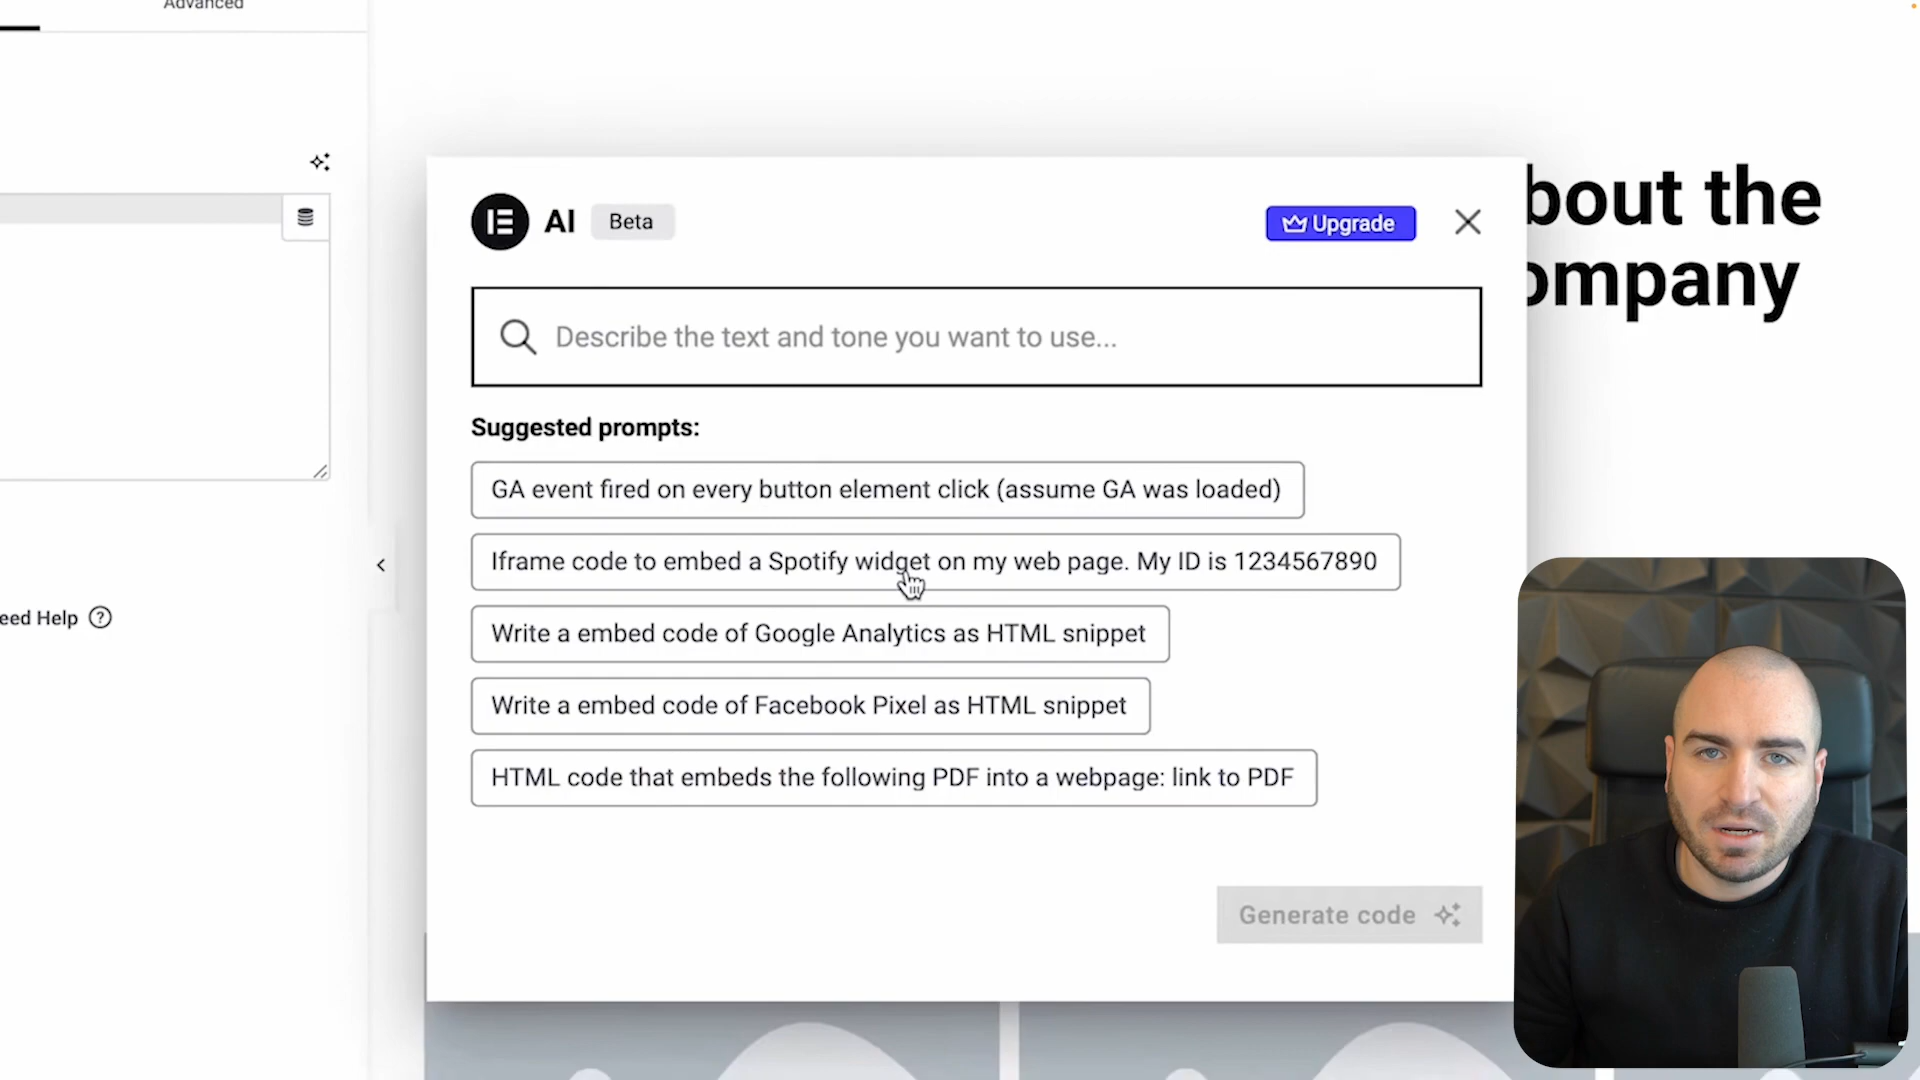 Advanced
AI Beta
Upgrade
bout the
ompany
Describe the text and tone you want to use...
Suggested prompts:
GA event fired on every button element click (assume GA was loaded)
Iframe code to embed a Spotify widget on my web page. My ID is 1234567890
Write a embed code of Google Analytics as HTML snippet
eed Help
Write a embed code of Facebook Pixel as HTML snippet
HTML code that embeds the following PDF into a webpage: link to PDF
Generate code